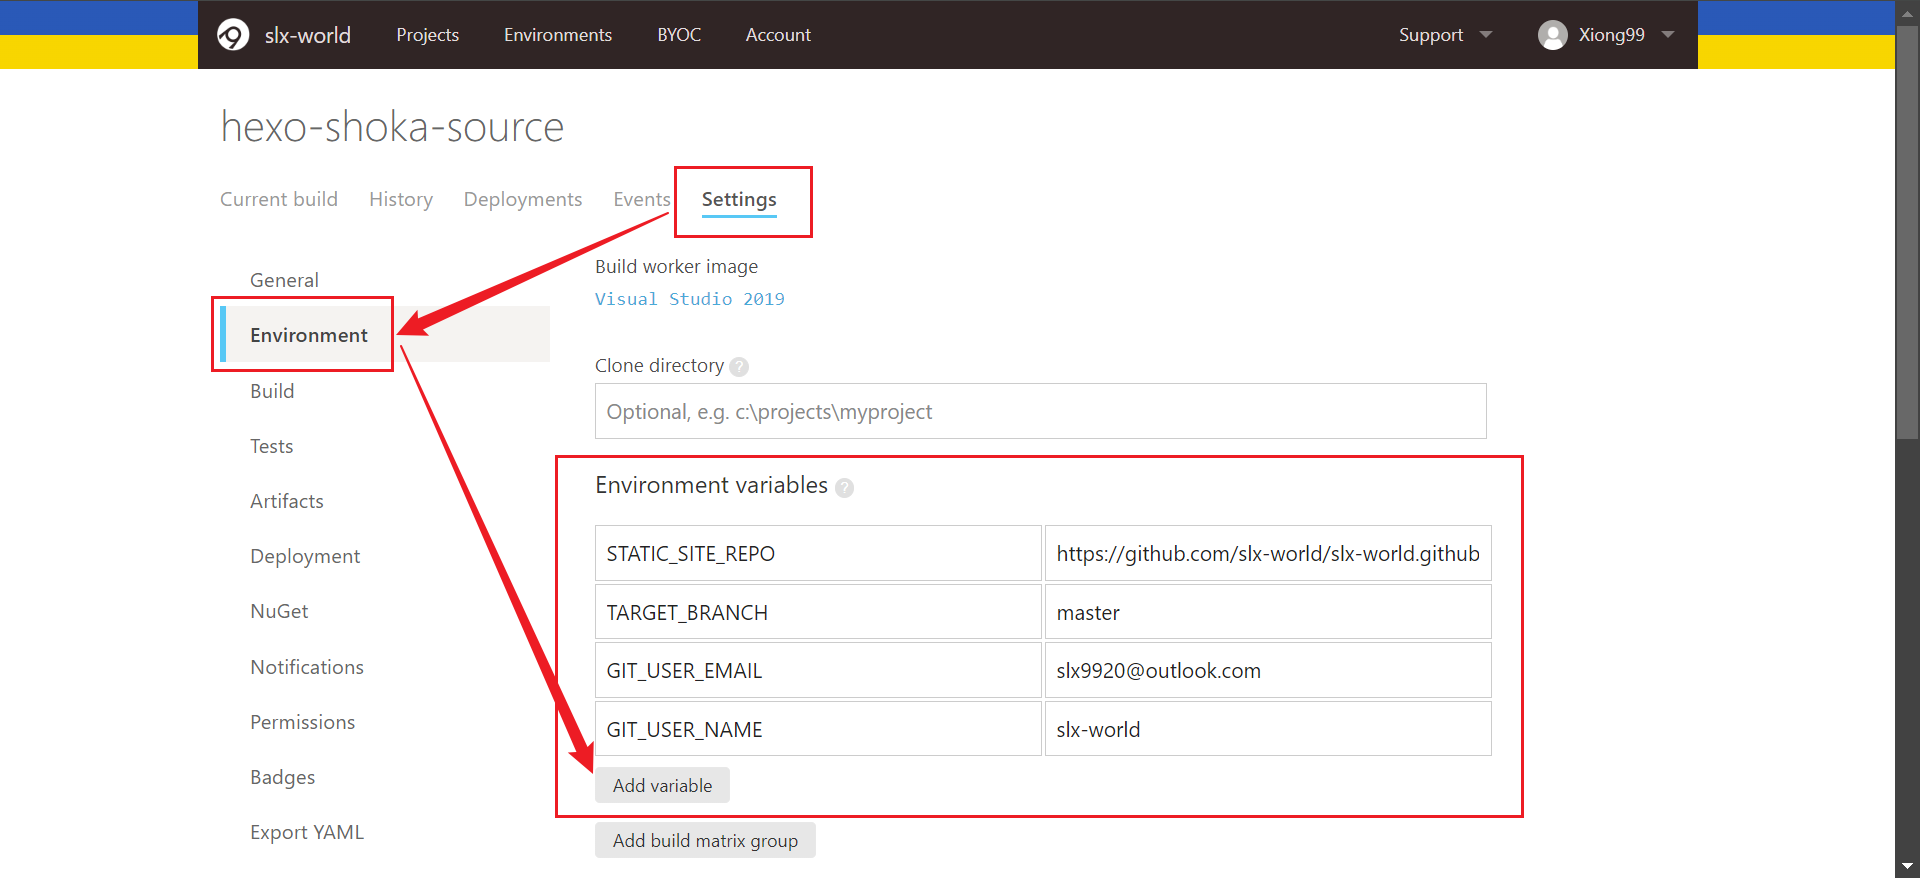 slx-world Projects Environments BYOC Account Support Xiong99
hexo-shoka-source
Current build History Deployments Events Settings
General
Environment
Build
Tests
Artifacts
Deployment
NuGet
Notifications
Permissions
Badges
Export YAML
Build worker image
Visual Studio 2019
Clone directory ?
Optional, e.g. c:\projects\myproject
Environment variables ?
STATIC_SITE_REPO https://github.com/slx-world/slx-world.github
TARGET_BRANCH master
GIT_USER_EMAIL slx9920@outlook.com
GIT_USER_NAME slx-world
Add variable
Add build matrix group